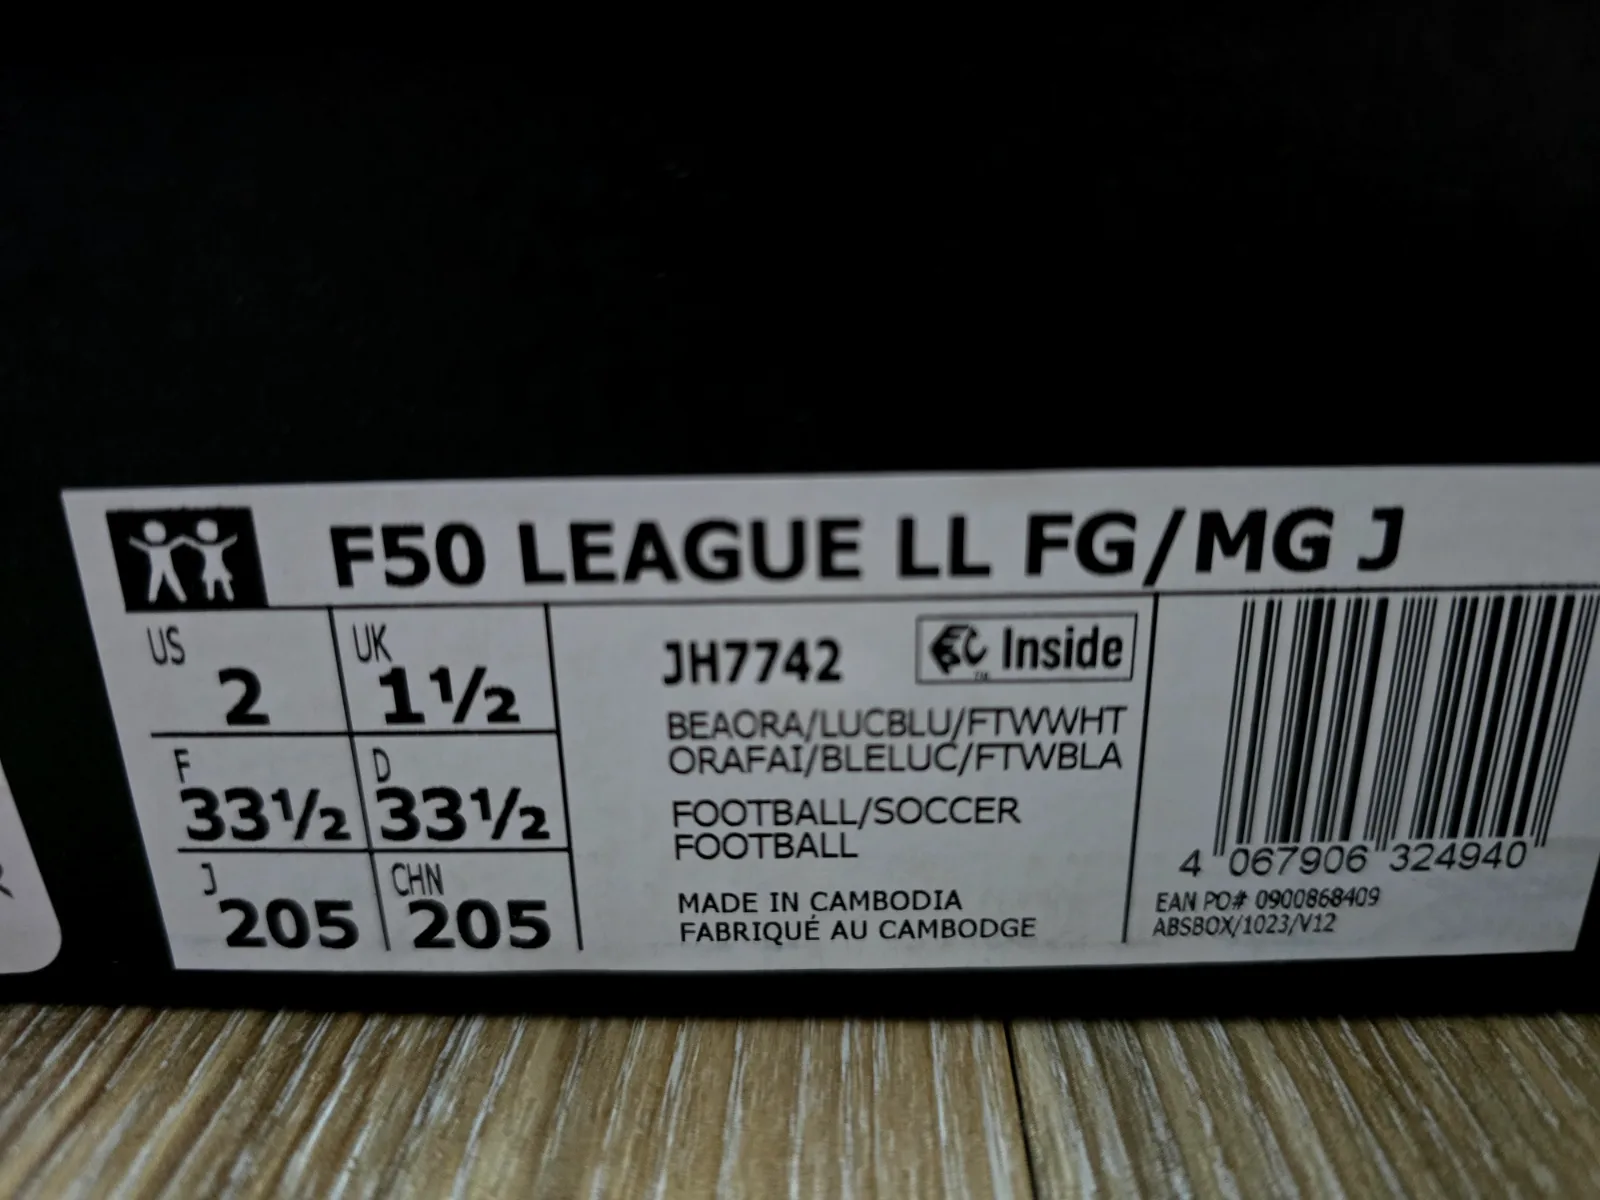 F50 LEAGUE LL FG/MG J
US 2 UK 1½
F 33½ D 33½
J 205 CHN 205
JH7742 Inside
BEAORA/LUCBLU/FTWWHT
ORAFAI/BLELUC/FTWBLA
FOOTBALL/SOCCER
FOOTBALL
MADE IN CAMBODIA
FABRIQUÉ AU CAMBODGE
4 067906 324940
EAN PO# 0900868409
ABSBOX/1023/V12